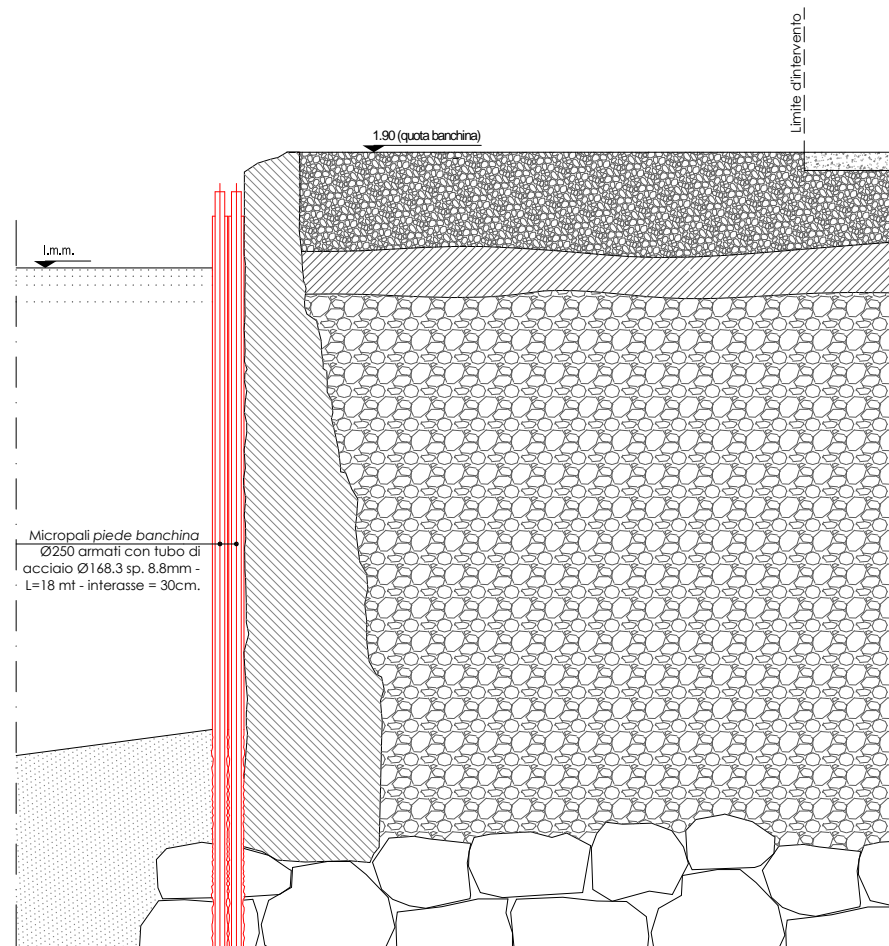 Limite d'intervento
1.90 (quota banchina)
l.m.m.
Micropali piede banchina
Ø250 armati con tubo di
acciaio Ø168.3 sp. 8.8mm -
L=18 mt - interasse = 30cm.